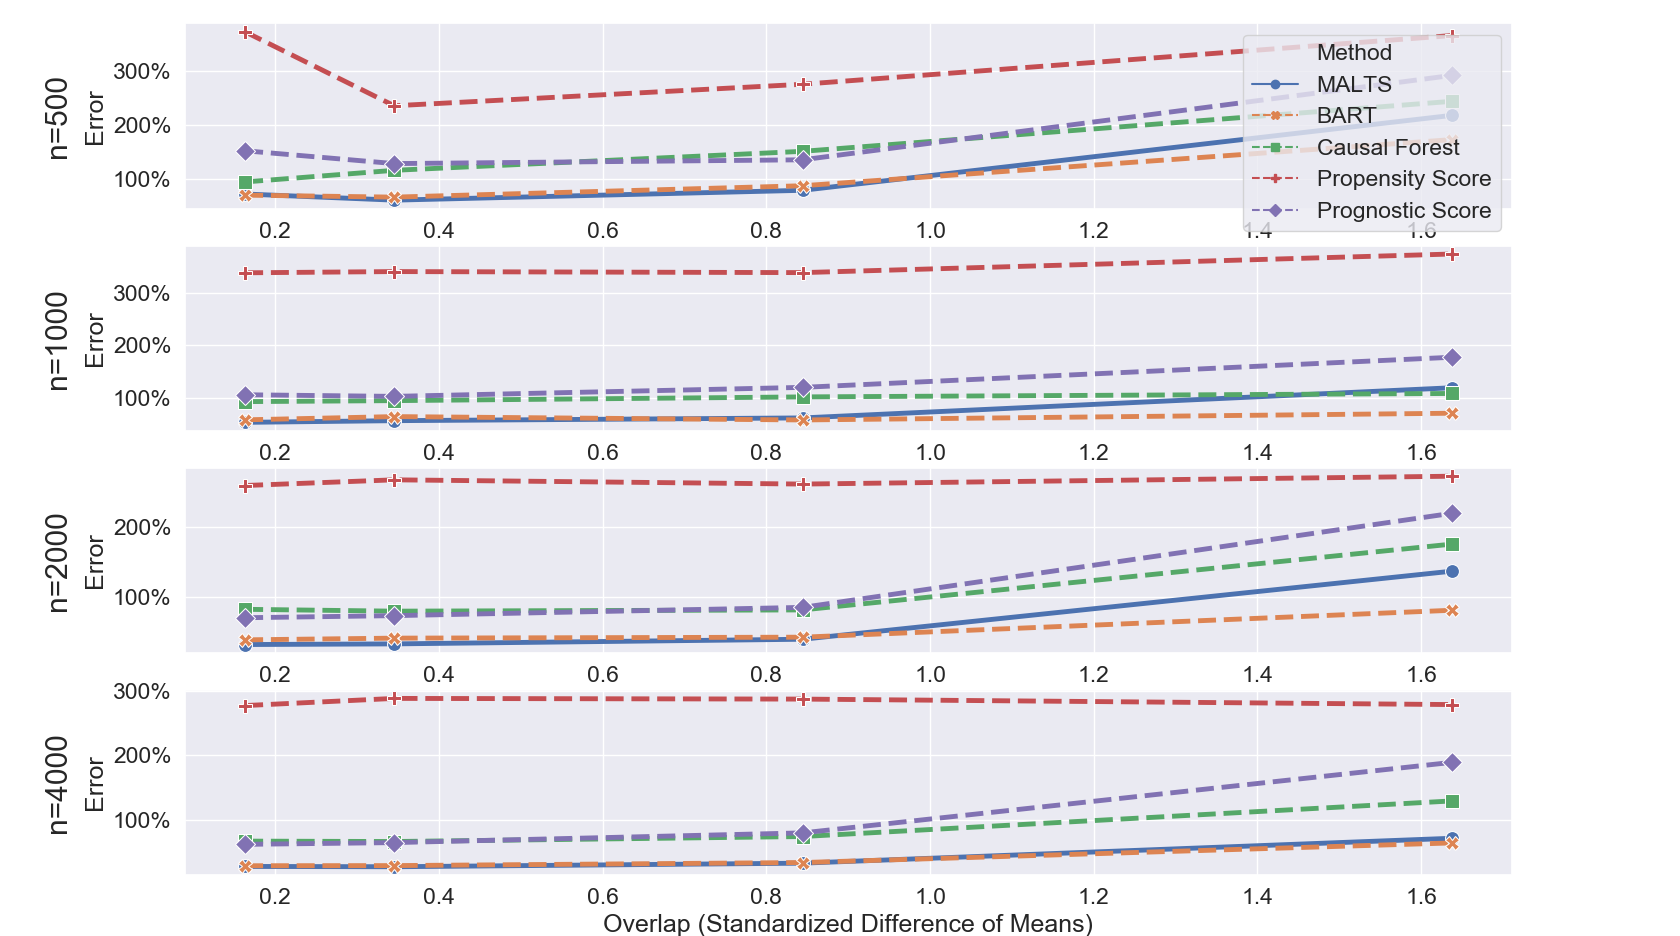 n=500
Error
300%
200%
100%
0.2 0.4 0.6 0.8 1.0 1.2 1.4 1.6
Method
MALTS
BART
Causal Forest
Propensity Score
Prognostic Score
n=1000
Error
300%
200%
100%
0.2 0.4 0.6 0.8 1.0 1.2 1.4 1.6
n=2000
Error
200%
100%
0.2 0.4 0.6 0.8 1.0 1.2 1.4 1.6
n=4000
Error
300%
200%
100%
0.2 0.4 0.6 0.8 1.0 1.2 1.4 1.6
Overlap (Standardized Difference of Means)